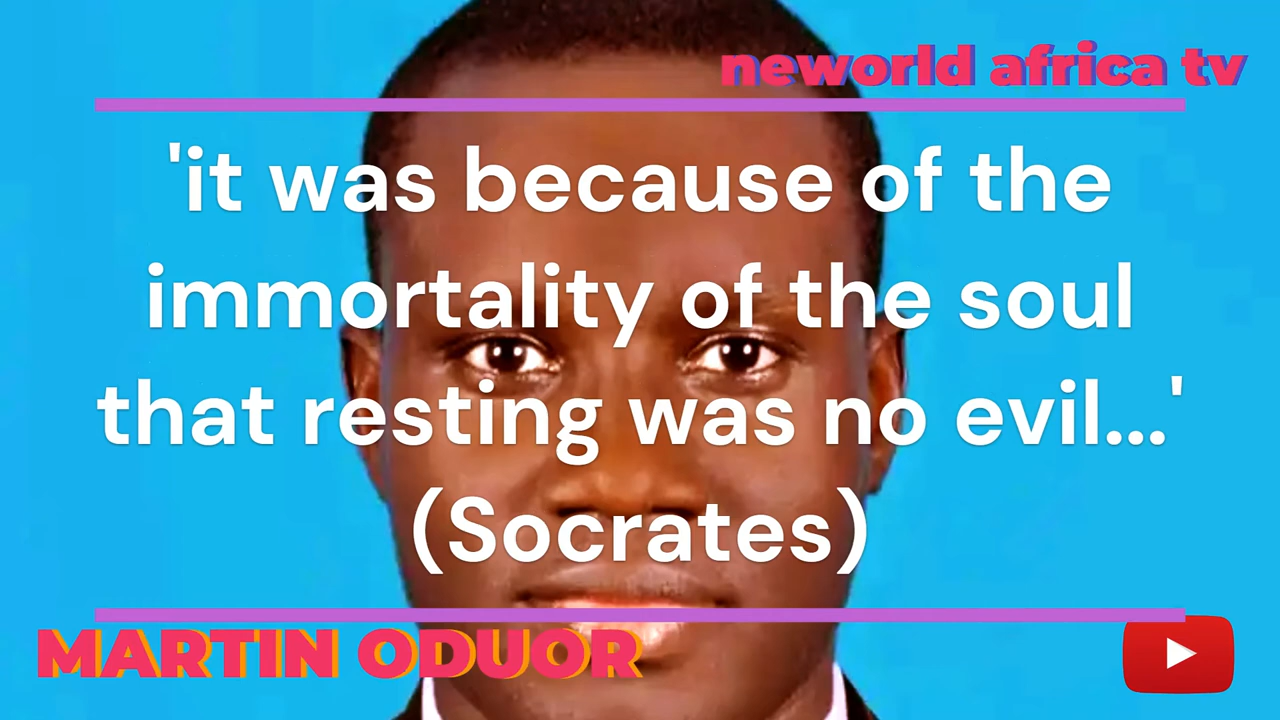 neworld africa tv
'it was because of the
immortality of the soul
that resting was no evil...'
(Socrates)
MARTIN ODUOR